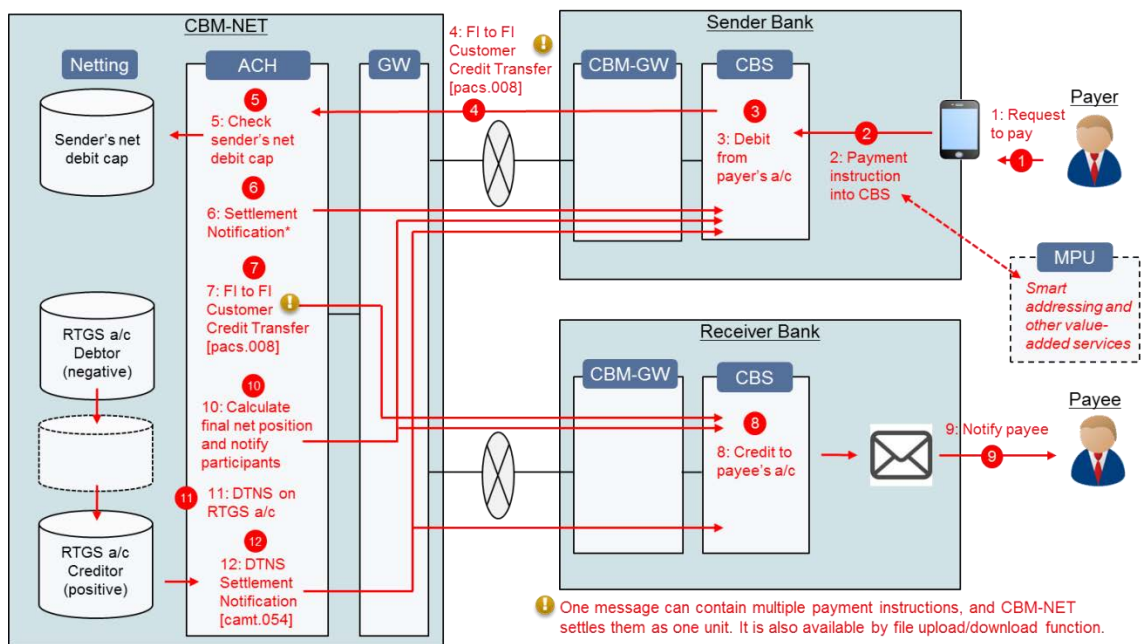 CBM-NET
Netting
ACH
GW
Sender's net
debit cap
5
5: Check
sender's net
debit cap
6
6: Settlement
Notification*
7
7: FI to FI
Customer
Credit Transfer
[pacs.008]
RTGS a/c
Debtor
(negative)
10
10: Calculate
final net position
and notify
participants
11
11: DTNS on
RTGS a/c
12
12: DTNS
Settlement
Notification
[camt.054]
RTGS a/c
Creditor
(positive)
4: FI to FI
Customer
Credit Transfer
[pacs.008]
4
Sender Bank
CBM-GW
CBS
3
3: Debit
from
payer's a/c
2
2: Payment
instruction
into CBS
1: Request
to pay
1
Payer
MPU
Smart
addressing and
other value-
added services
Receiver Bank
CBM-GW
CBS
8
8: Credit to
payee's a/c
9: Notify payee
9
Payee
! One message can contain multiple payment instructions, and CBM-NET
settles them as one unit. It is also available by file upload/download function.